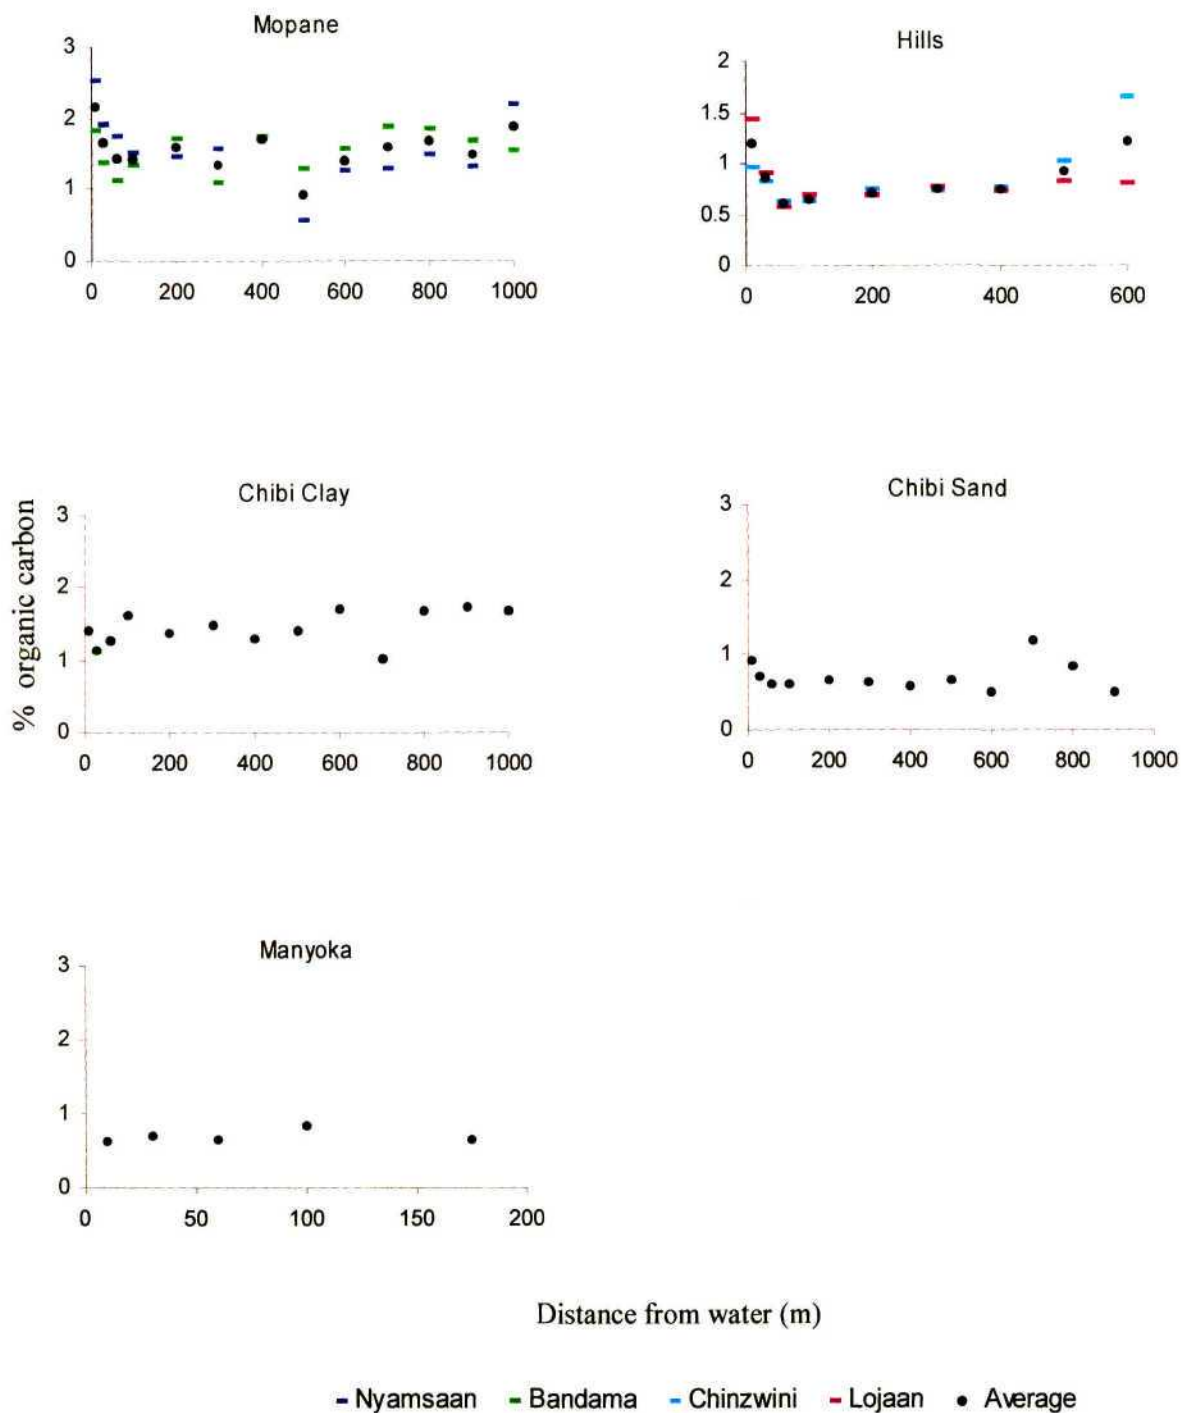 Mopane
3
2
1
0
0 200 400 600 800 1000
Hills
2
1.5
1
0.5
0
0 200 400 600
% organic carbon
Chibi Clay
3
2
1
0
0 200 400 600 800 1000
Chibi Sand
3
2
1
0
0 200 400 600 800 1000
Manyoka
3
2
1
0
0 50 100 150 200
Distance from water (m)
Nyamsaan Bandama Chinzwini Lojaan Average